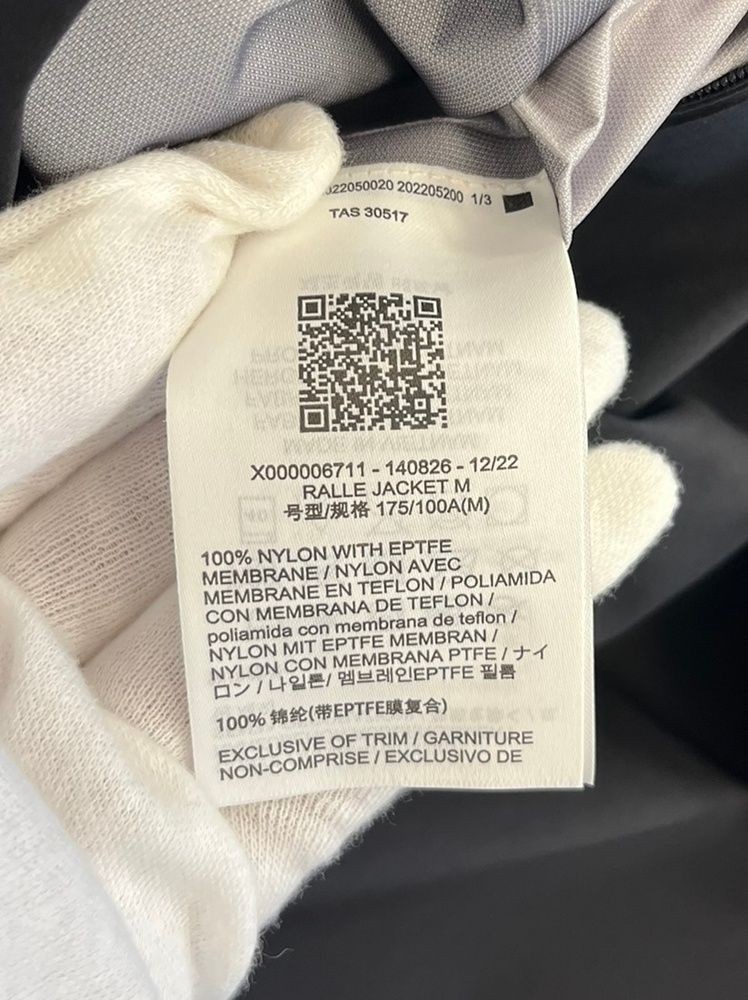 022050020 202205200 1/3
TAS 30517
X000006711 - 140826 - 12/22
RALLE JACKET M
号型/规格 175/100A(M)
100% NYLON WITH EPTFE
MEMBRANE / NYLON AVEC
MEMBRANE EN TEFLON / POLIAMIDA
CON MEMBRANA DE TEFLON /
poliamida con membrana de teflon /
NYLON MIT EPTFE MEMBRAN /
NYLON CON MEMBRANA PTFE / ナイ
ロン / 나일론/ 멤브레인EPTFE 필름
100% 锦纶(带EPTFE膜复合)
EXCLUSIVE OF TRIM / GARNITURE
NON-COMPRISE / EXCLUSIVO DE